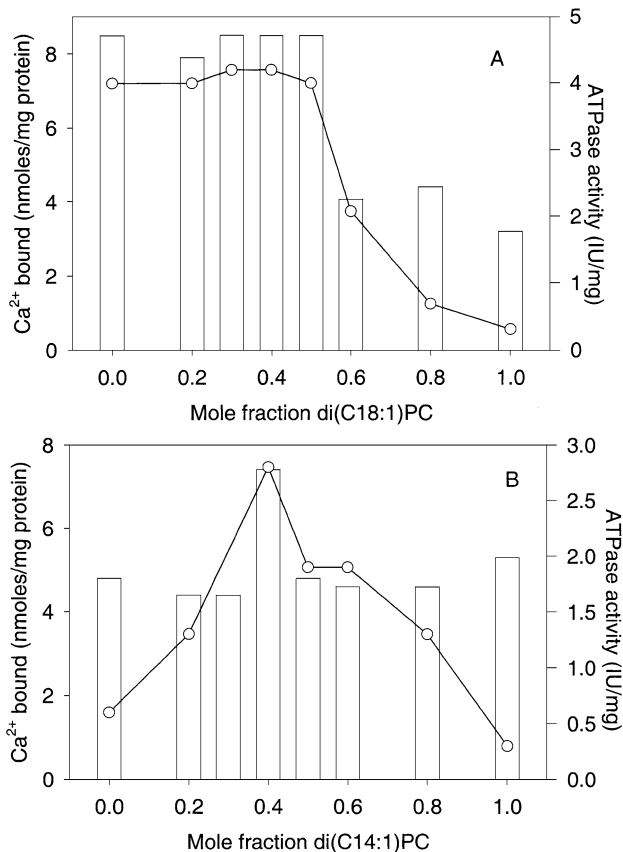 A
Ca2+ bound (nmoles/mg protein)
8
6
4
2
0
5
4
3
2
1
0
ATPase activity (IU/mg)
0.0 0.2 0.4 0.6 0.8 1.0
Mole fraction di(C18:1)PC
B
Ca2+ bound (nmoles/mg protein)
8
6
4
2
0
3.0
2.5
2.0
1.5
1.0
0.5
0.0
ATPase activity (IU/mg)
0.0 0.2 0.4 0.6 0.8 1.0
Mole fraction di(C14:1)PC